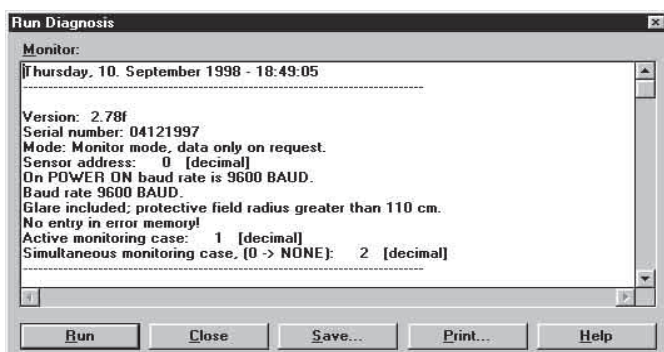 Run Diagnosis
Monitor:
Thursday, 10. September 1998 - 18:49:05
--------------------------------------------------------------------------------
Version: 2.78f
Serial number: 04121997
Mode: Monitor mode, data only on request.
Sensor address: 0 [decimal]
On POWER ON baud rate is 9600 BAUD.
Baud rate 9600 BAUD.
Glare included; protective field radius greater than 110 cm.
No entry in error memory!
Active monitoring case: 1 [decimal]
Simultaneous monitoring case, (0 -> NONE): 2 [decimal]
--------------------------------------------------------------------------------
Run Close Save... Print... Help